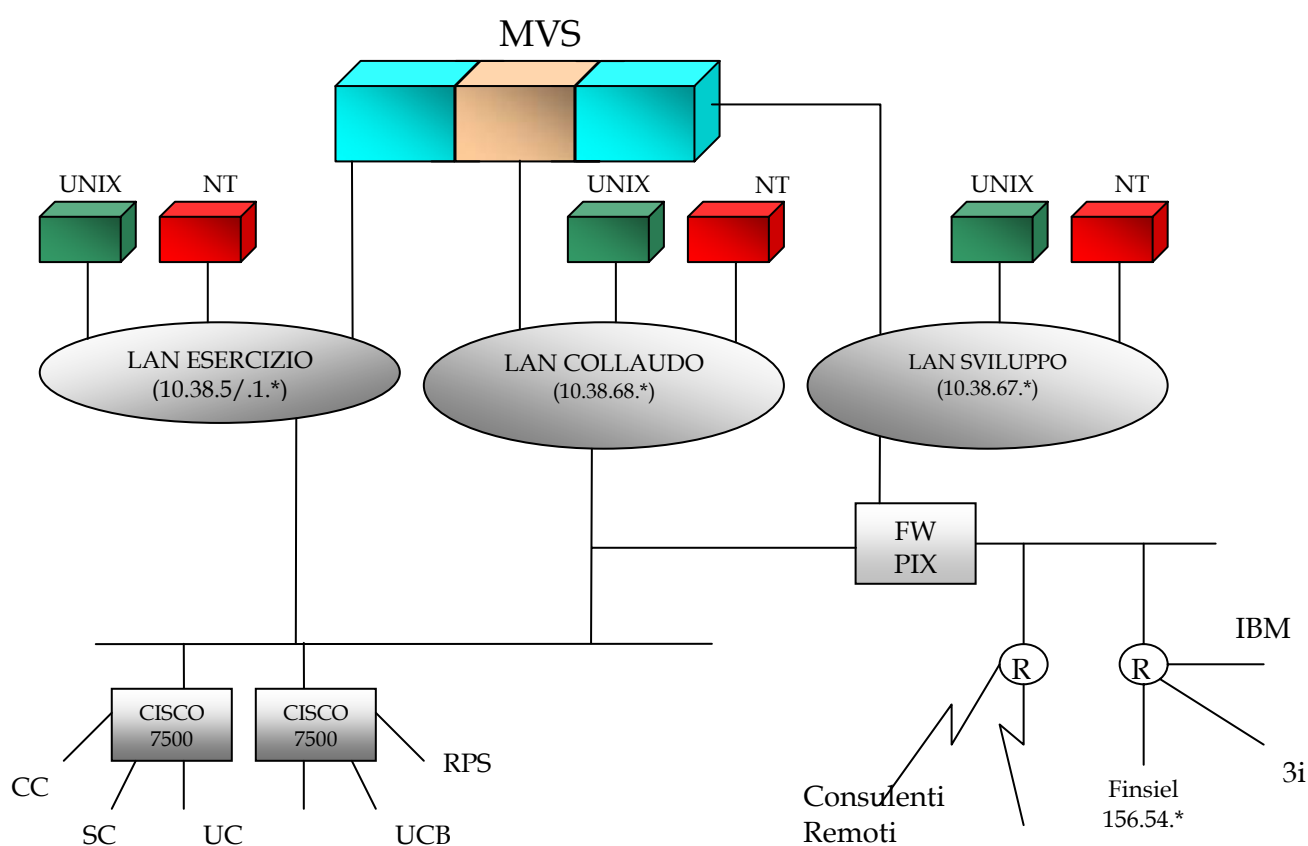 MVS
UNIX
NT
UNIX
NT
UNIX
NT
LAN ESERCIZIO
(10.38.5/.1.*)
LAN COLLAUDO
(10.38.68.*)
LAN SVILUPPO
(10.38.67.*)
FW
PIX
IBM
R
R
CISCO
7500
CISCO
7500
RPS
CC
3i
Consulenti
Remoti
Finsiel
156.54.*
SC
UC
UCB